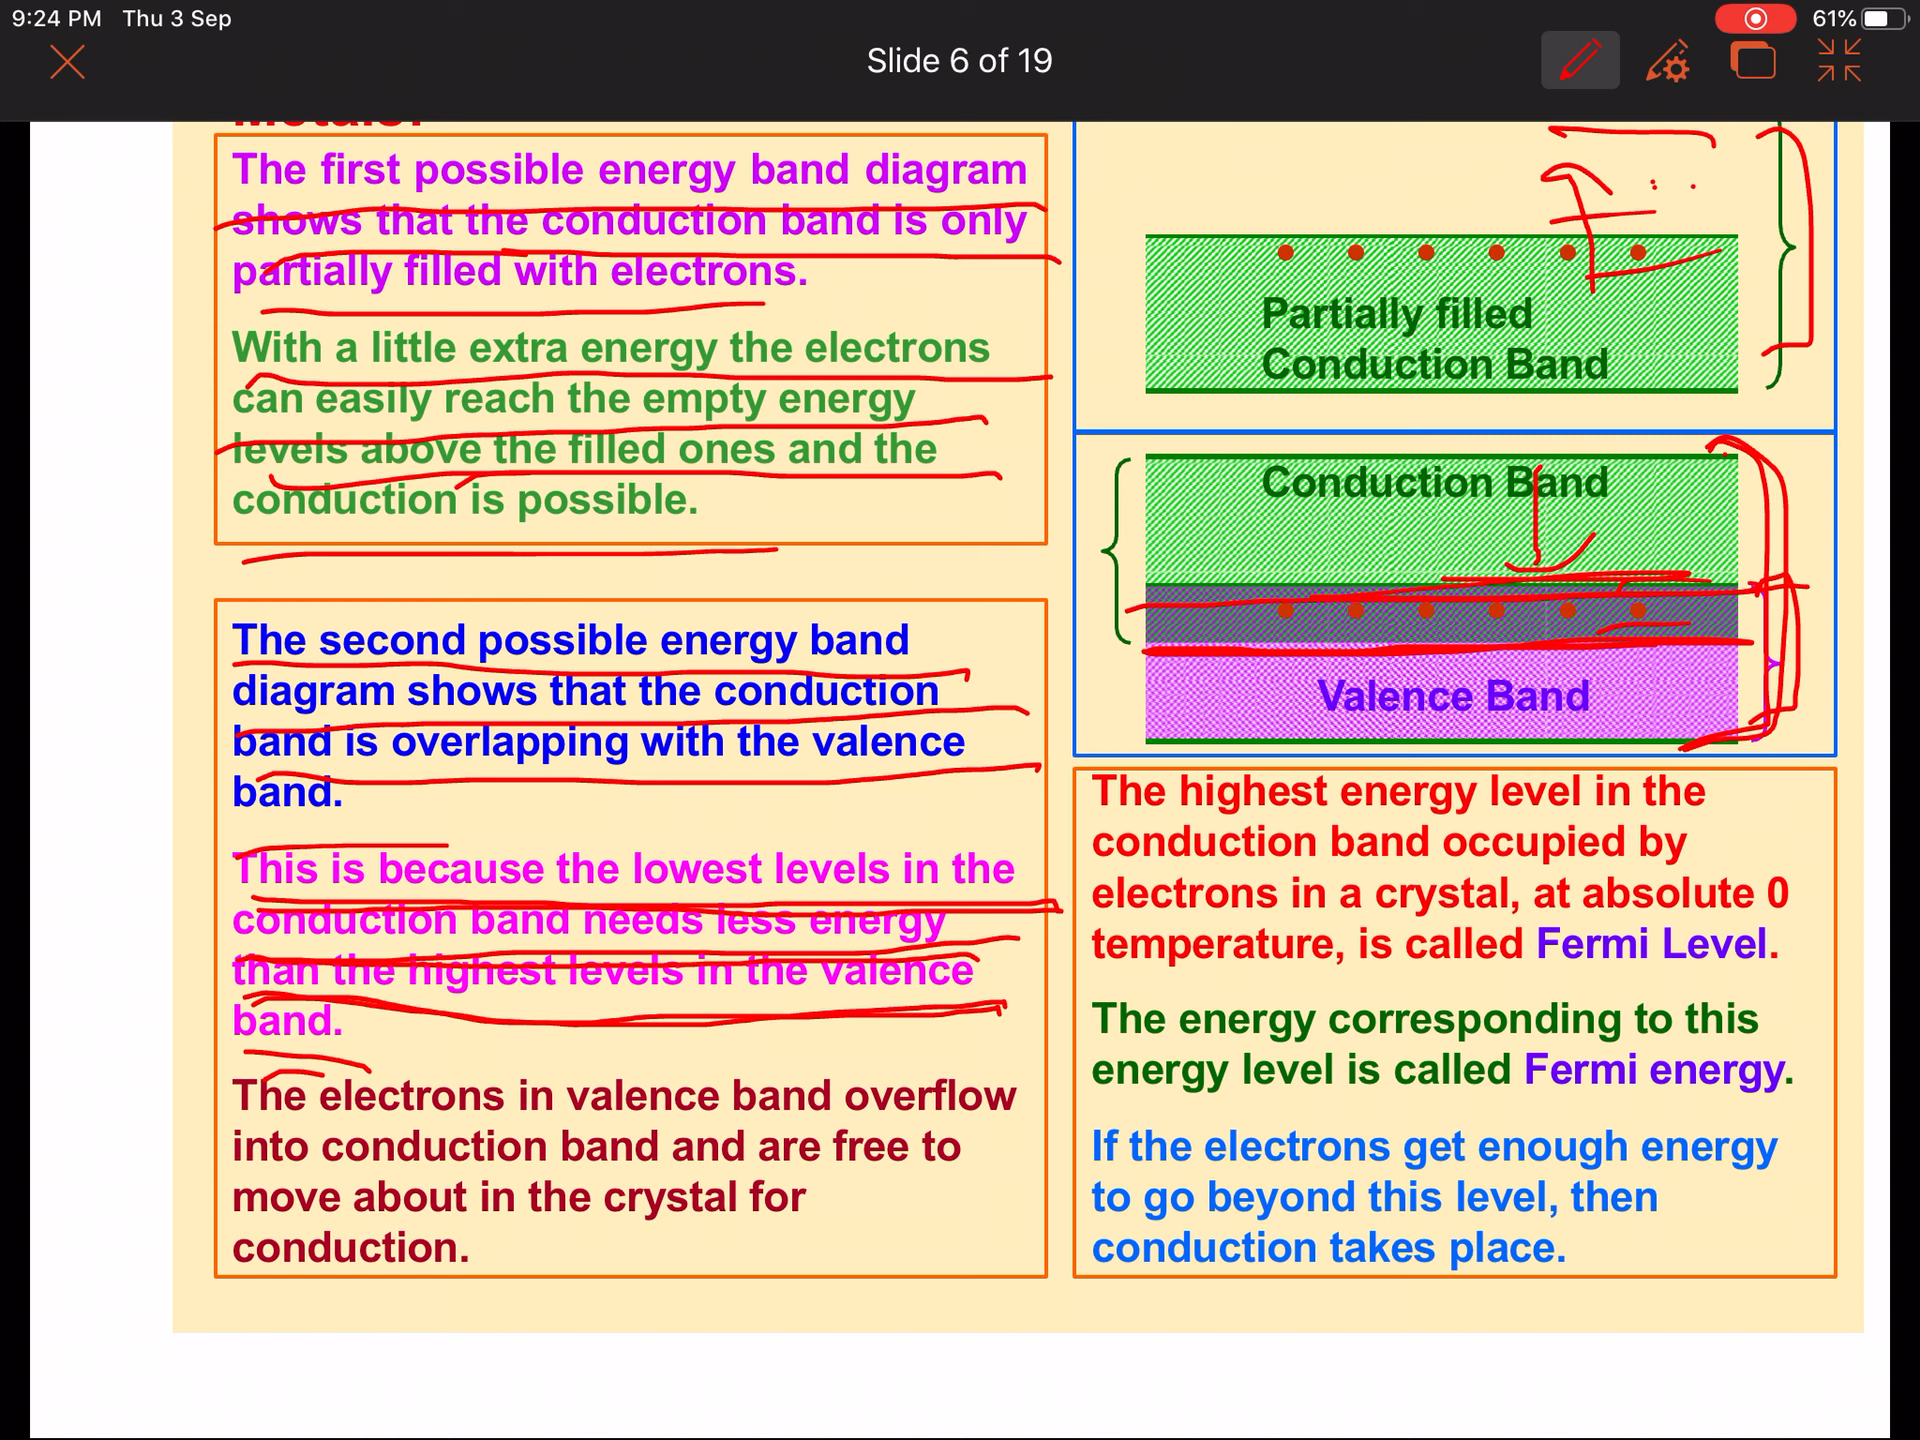 9:24 PM Thu 3 Sep
61%
Slide 6 of 19
Metals:
The first possible energy band diagram
shows that the conduction band is only
partially filled with electrons.
With a little extra energy the electrons
can easily reach the empty energy
levels above the filled ones and the
conduction is possible.
The second possible energy band
diagram shows that the conduction
band is overlapping with the valence
band.
This is because the lowest levels in the
conduction band needs less energy
than the highest levels in the valence
band.
The electrons in valence band overflow
into conduction band and are free to
move about in the crystal for
conduction.
Partially filled
Conduction Band
Conduction Band
Valence Band
The highest energy level in the
conduction band occupied by
electrons in a crystal, at absolute 0
temperature, is called Fermi Level.
The energy corresponding to this
energy level is called Fermi energy.
If the electrons get enough energy
to go beyond this level, then
conduction takes place.